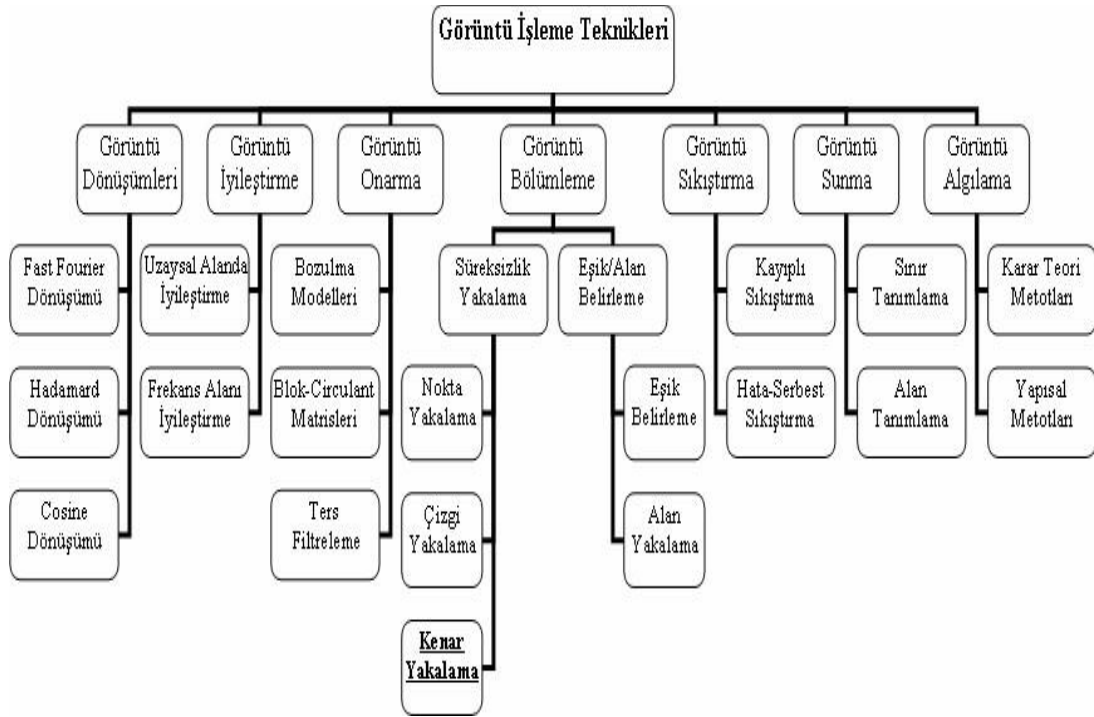 Görüntü İşleme Teknikleri
Görüntü
Dönüşümleri
Görüntü
İyileştirme
Görüntü
Onarma
Görüntü
Bölümleme
Görüntü
Sıkıştırma
Görüntü
Sunma
Görüntü
Algılama
Fast Fourier
Dönüşümü
Uzaysal Alanda
İyileştirme
Bozulma
Modelleri
Süreksizlik
Yakalama
Eşik/Alan
Belirleme
Kayıplı
Sıkıştırma
Sınır
Tanımlama
Karar Teori
Metotları
Hadamard
Dönüşümü
Frekans Alanı
İyileştirme
Blok-Circulant
Matrisleri
Nokta
Yakalama
Eşik
Belirleme
Hata-Serbest
Sıkıştırma
Alan
Tanımlama
Yapısal
Metotları
Cosine
Dönüşümü
Ters
Filtreleme
Çizgi
Yakalama
Alan
Yakalama
Kenar
Yakalama